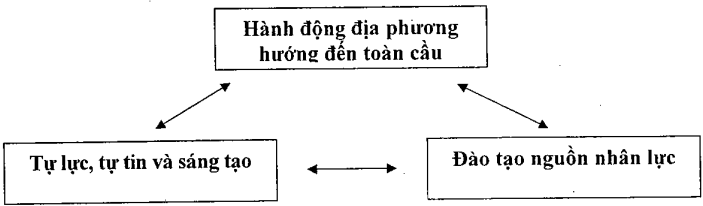 Hành động địa phương
hướng đến toàn cầu
Tự lực, tự tin và sáng tạo
Đào tạo nguồn nhân lực